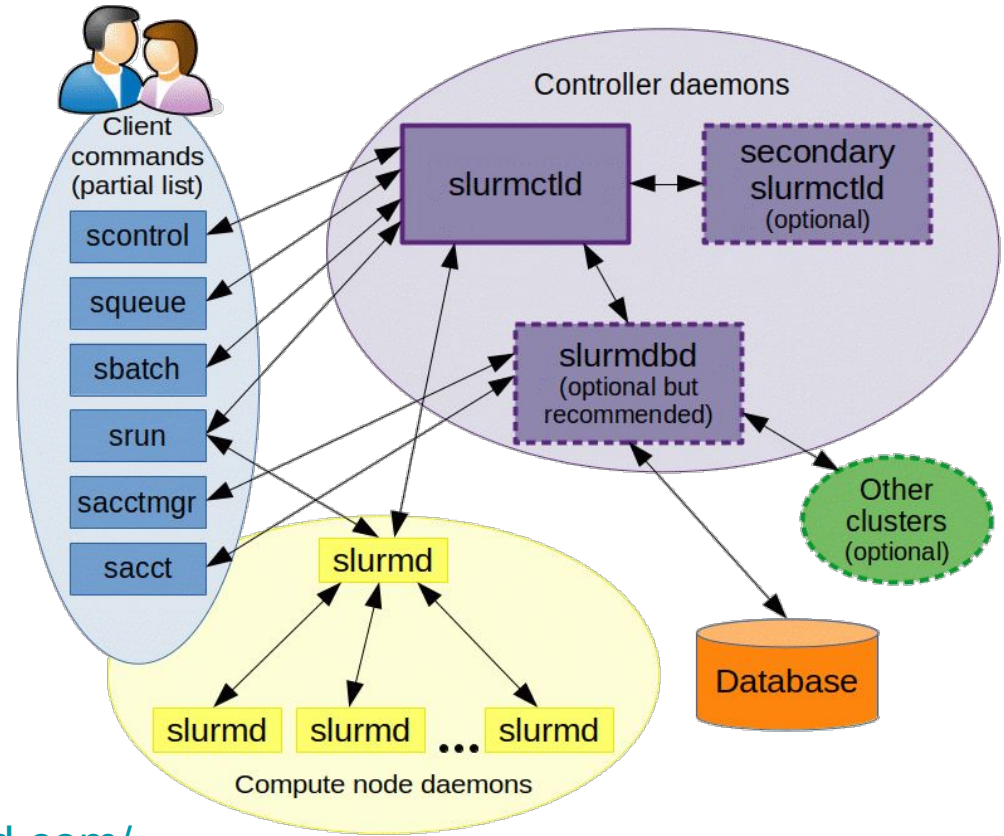 Client
commands
(partial list)
scontrol
squeue
sbatch
srun
sacctmgr
sacct
Controller daemons
slurmctld
secondary
slurmctld
(optional)
slurmdbd
(optional but
recommended)
Other
clusters
(optional)
Database
slurmd
slurmd
slurmd
...
slurmd
Compute node daemons
.com/